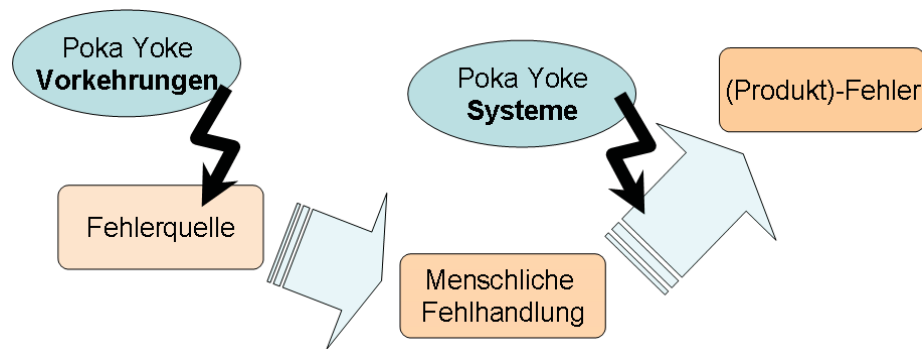 Poka Yoke
Vorkehrungen
Poka Yoke
Systeme
(Produkt)-Fehler
Fehlerquelle
Menschliche
Fehlhandlung